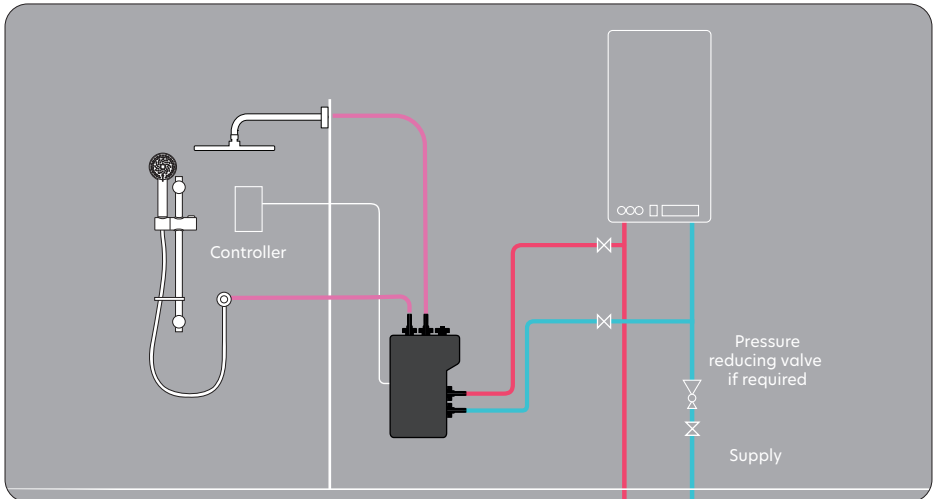 Controller
Pressure
reducing valve
if required
Supply